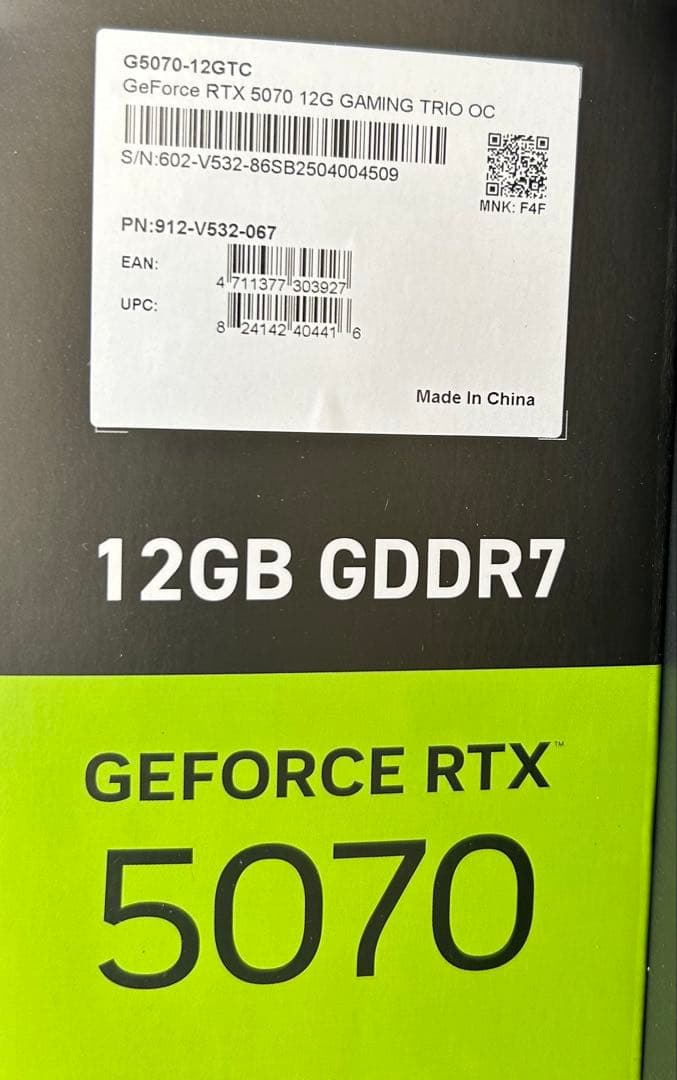 G5070-12GTC
GeForce RTX 5070 12G GAMING TRIO OC
S/N:602-V532-86SB2504004509
MNK: F4F
PN:912-V532-067
EAN:
4 711377 303927
UPC:
8 24142 40441 6
Made In China
12GB GDDR7
GEFORCE RTX™
5070